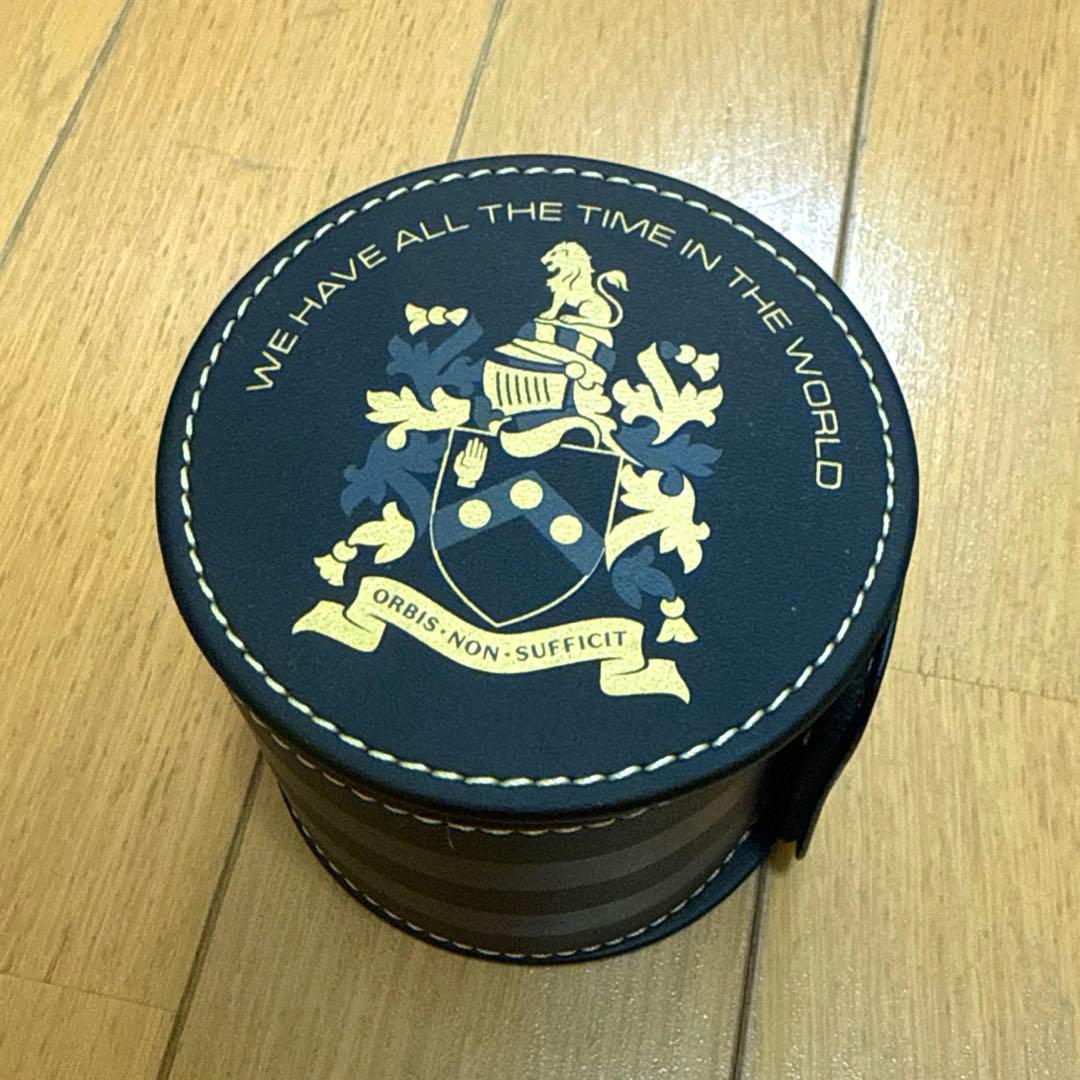 WE HAVE ALL THE TIME IN THE WORLD
ORBIS·NON·SUFFICIT